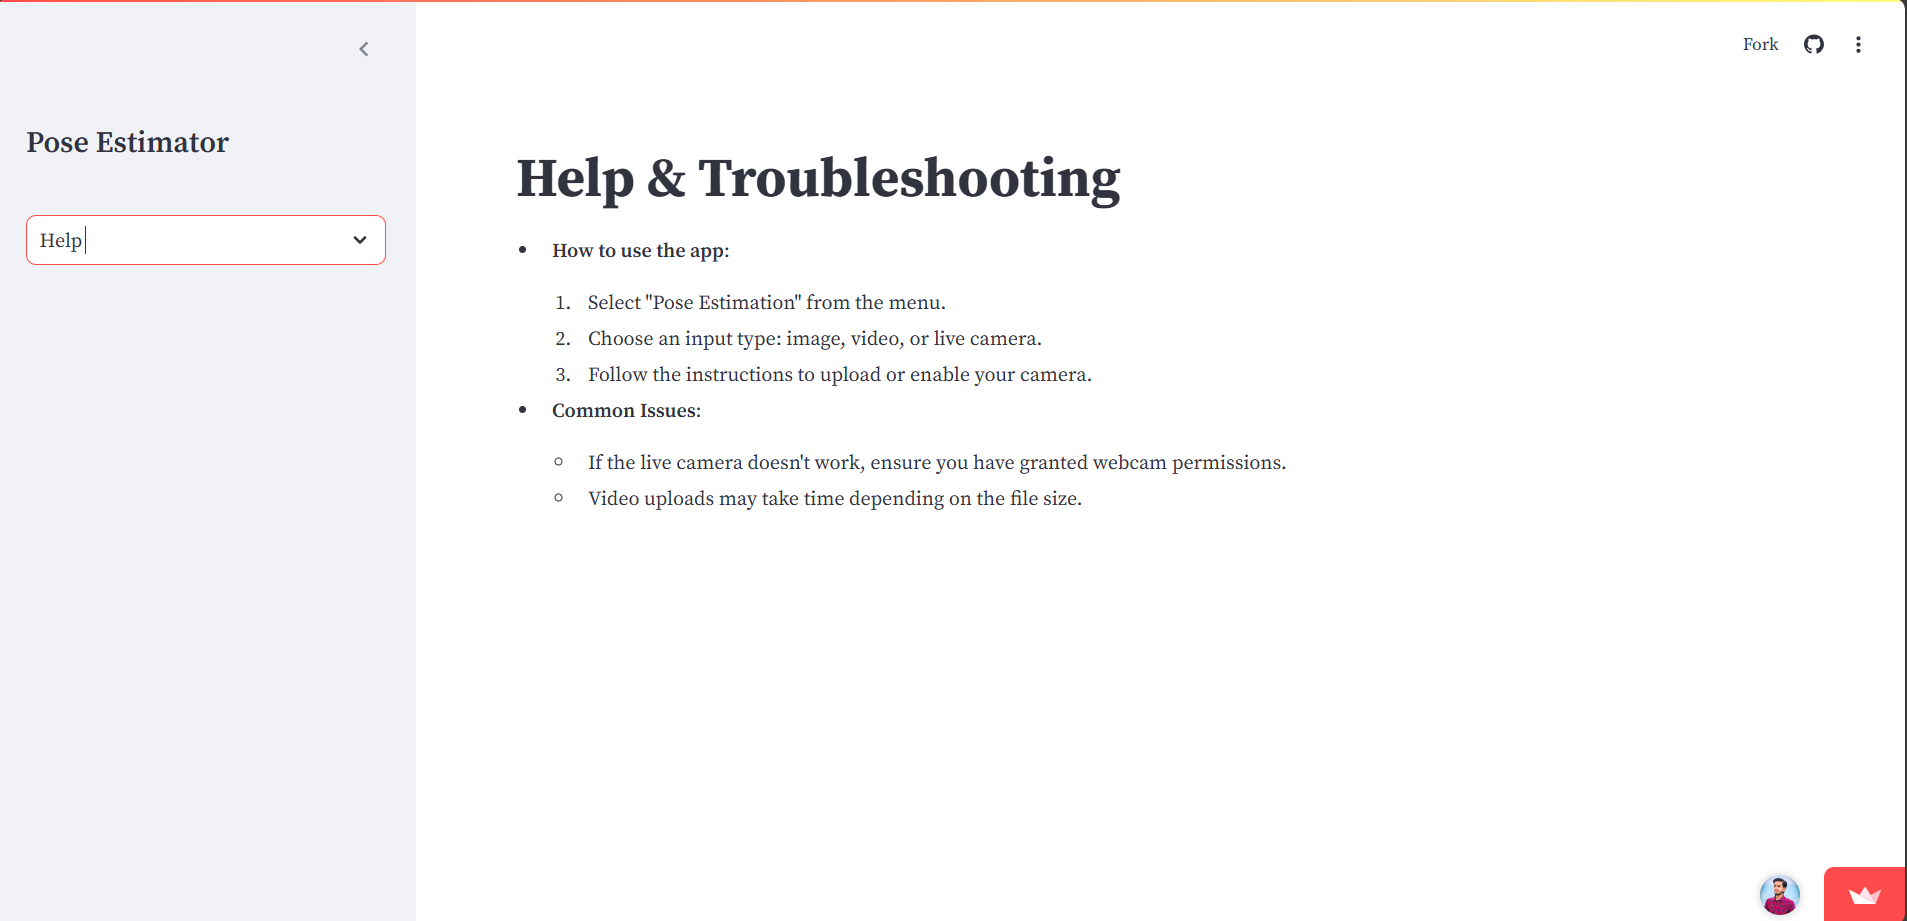 Fork
Pose Estimator
Help
Help & Troubleshooting
• How to use the app:
1. Select "Pose Estimation" from the menu.
2. Choose an input type: image, video, or live camera.
3. Follow the instructions to upload or enable your camera.
• Common Issues:
◦ If the live camera doesn't work, ensure you have granted webcam permissions.
◦ Video uploads may take time depending on the file size.